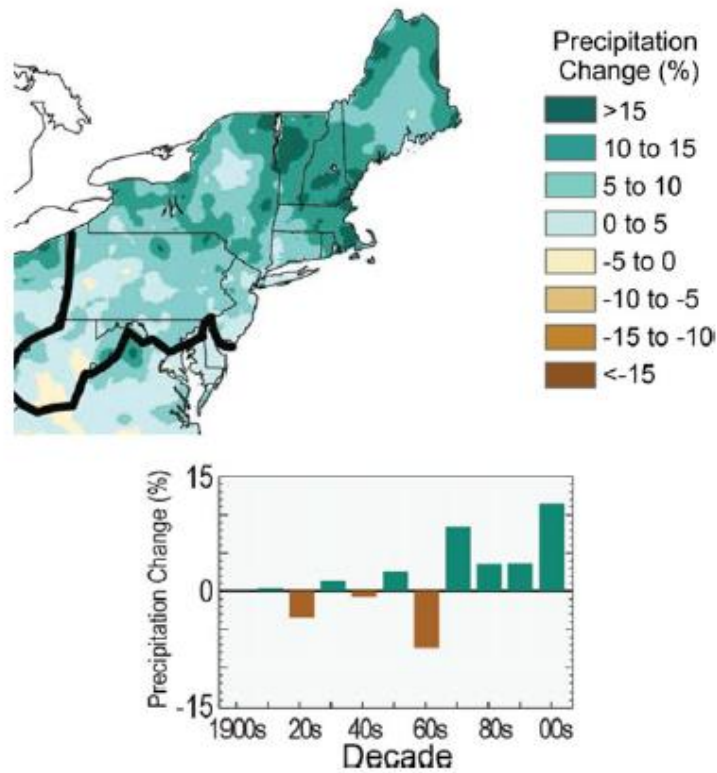 Precipitation
Change (%)
>15
10 to 15
5 to 10
0 to 5
-5 to 0
-10 to -5
-15 to -10
<-15
Precipitation Change (%)
15
0
-15
1900s 20s 40s 60s 80s 00s
Decade